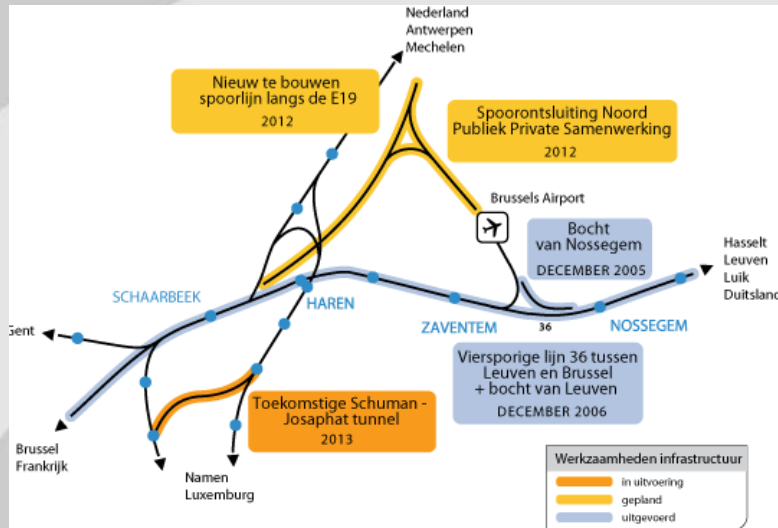 Nederland
Antwerpen
Mechelen
Nieuw te bouwen
spoorlijn langs de E19
2012
Spoorontsluiting Noord
Publiek Private Samenwerking
2012
Brussels Airport
Bocht
van Nossegem
DECEMBER 2005
Hasselt
Leuven
Luik
Duitsland
SCHAARBEEK
HAREN
ZAVENTEM
36
NOSSEGEM
Gent
Viersporige lijn 36 tussen
Leuven en Brussel
+ bocht van Leuven
DECEMBER 2006
Toekomstige Schuman -
Josaphat tunnel
2013
Brussel
Frankrijk
Namen
Luxemburg
Werkzaamheden infrastructuur
in uitvoering
gepland
uitgevoerd